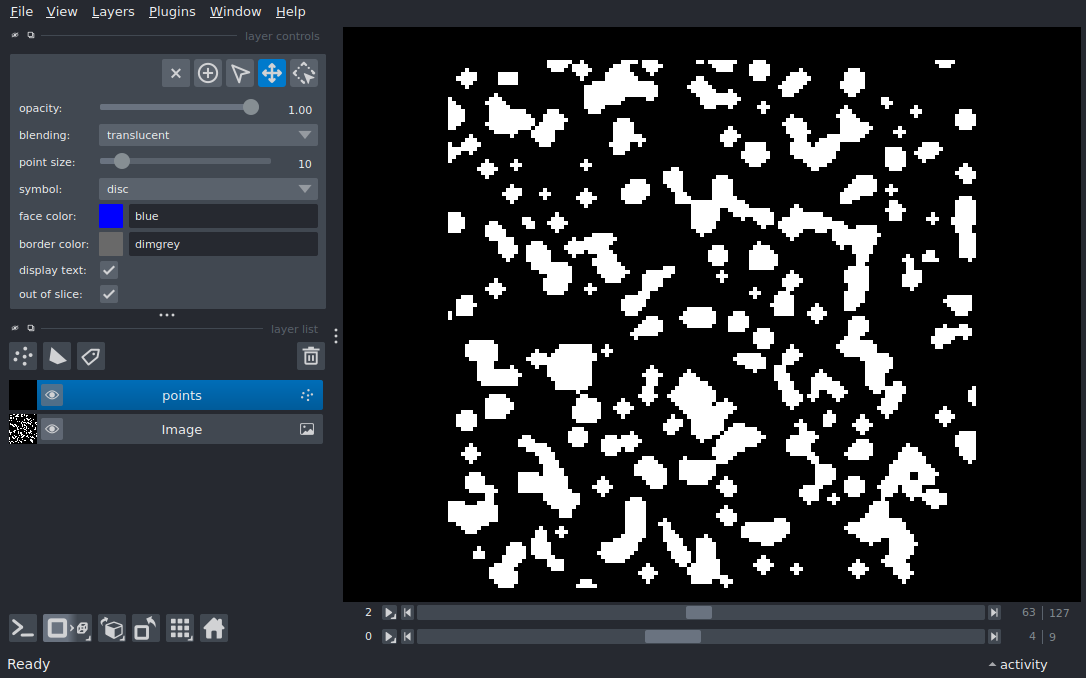 File View Layers Plugins Window Help
layer controls
opacity: 1.00
blending: translucent
point size: 10
symbol: disc
face color: blue
border color: dimgrey
display text:
out of slice:
layer list
points
Image
2 63 127
0 4 9
Ready activity